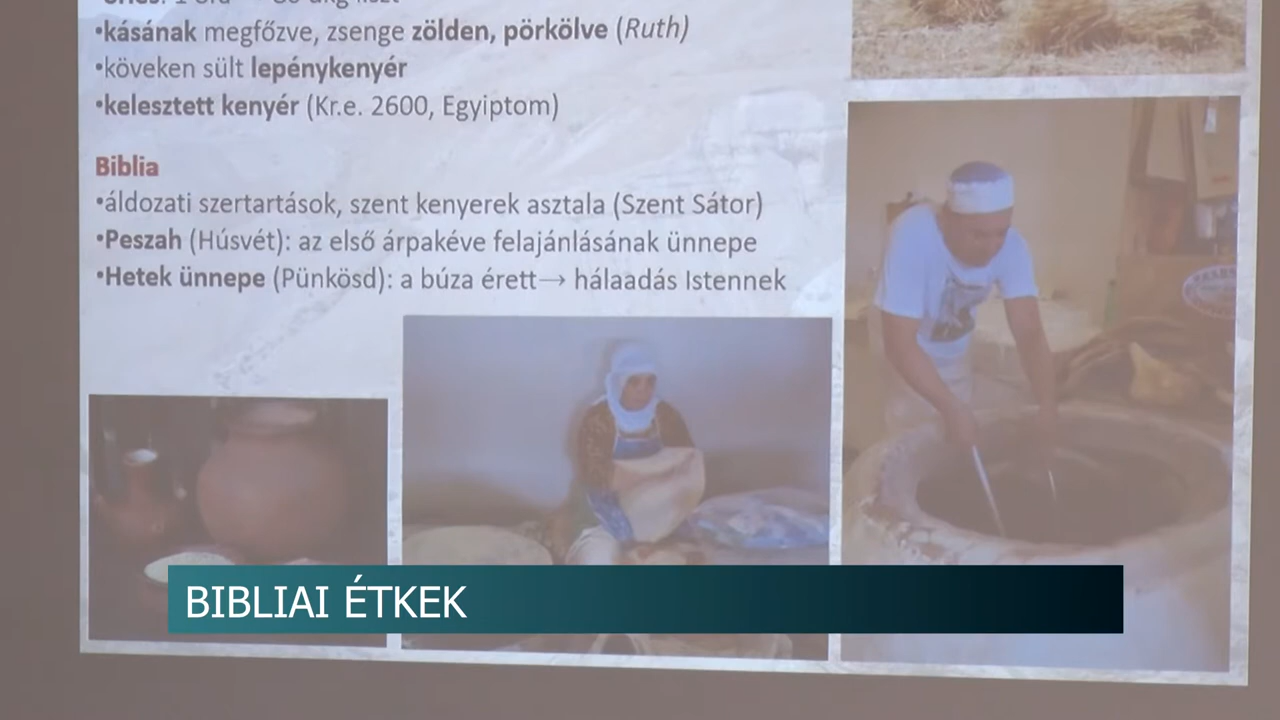 •kásának megfőzve, zsenge zölden, pörkölve (Ruth)
•köveken sült lepénykenyér
•kelesztett kenyér (Kr.e. 2600, Egyiptom)
Biblia
•áldozati szertartások, szent kenyerek asztala (Szent Sátor)
•Peszah (Húsvét): az első árpakéve felajánlásának ünnepe
•Hetek ünnepe (Pünkösd): a búza érett→ hálaadás Istennek
BIBLIAI ÉTKEK